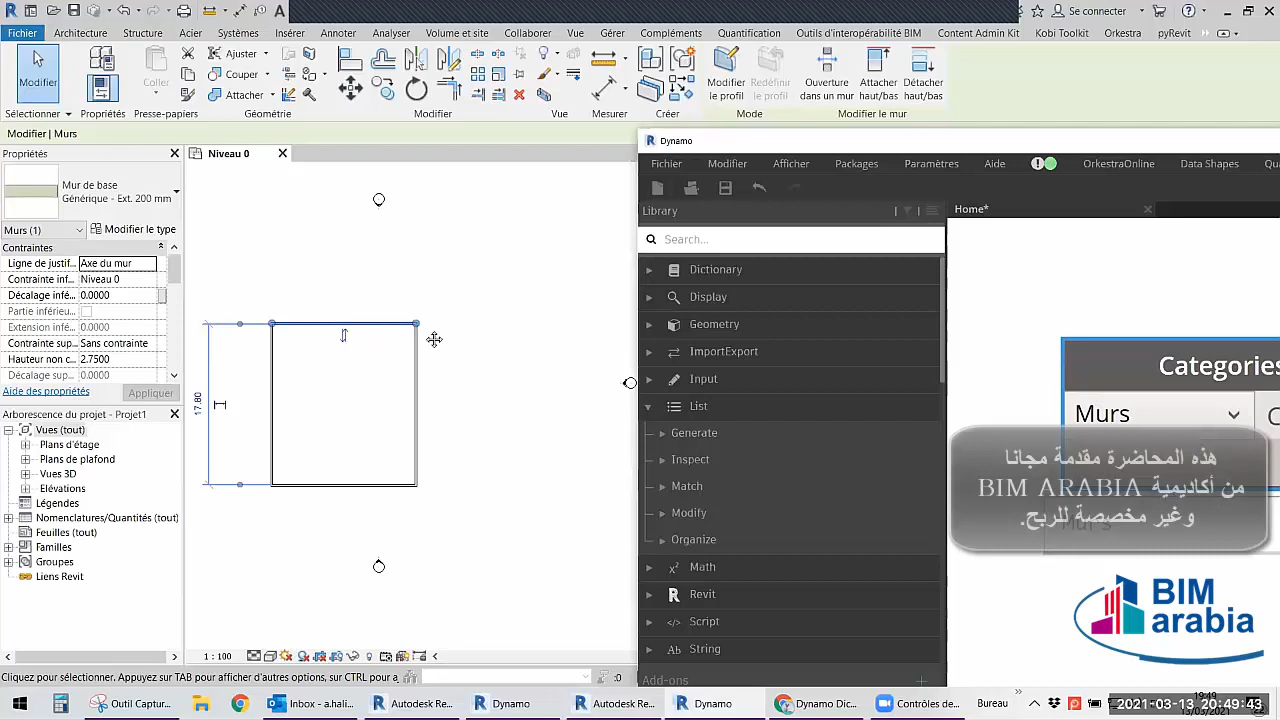 Se connecter
Fichier Architecture Structure Acier Systèmes Insérer Annoter Analyser Volume et site Collaborer Vue Gérer Compléments Quantification Outils d'interopérabilité BIM Content Admin Kit Kobi Toolkit Orkestra pyRevit
Modifier
Coller
Ajuster
Couper
Attacher
Modifier le profil
Redéfinir le profil
Ouverture dans un mur
Attacher haut/bas
Détacher haut/bas
Sélectionner Propriétés Presse-papiers Géométrie Modifier Vue Mesurer Créer Mode Modifier le mur
Modifier | Murs
Propriétés
Niveau 0
Mur de base
Générique - Ext. 200 mm
Murs (1)
Modifier le type
Contraintes
Ligne de justif... Axe du mur
Contrainte inf... Niveau 0
Décalage infé... 0.0000
Partie inférieu...
Extension infé... 0.0000
Contrainte sup... Sans contrainte
Hauteur non c... 2.7500
Décalage sup... 0.0000
Aide des propriétés
Appliquer
Arborescence du projet - Projet1
Vues (tout)
Plans d'étage
Plans de plafond
Vues 3D
Elévations
Légendes
Nomenclatures/Quantités (tout)
Feuilles (tout)
Familles
Groupes
Liens Revit
17.80
1 : 100
Cliquez pour sélectionner. Appuyez sur TAB pour afficher d'autres options, sur CTRL pour a
:0
Dynamo
Fichier Modifier Afficher Packages Paramètres Aide OrkestraOnline Data Shapes Qu
Library
Home*
Search...
Dictionary
Display
Geometry
ImportExport
Input
List
Generate
Inspect
Match
Modify
Organize
Math
Revit
Script
String
Add-ons
Categories
Murs
هذه المحاضرة مقدمة مجانا
من أكاديمية BIM ARABIA
وغير مخصصة للربح.
BIM
arabia
Outil Captur...
Inbox - a.hali...
Autodesk Re...
Dynamo
Autodesk Re...
Dynamo
Dynamo Dic...
Contrôles de...
Bureau
19:49
2021-03-13 20:49:43